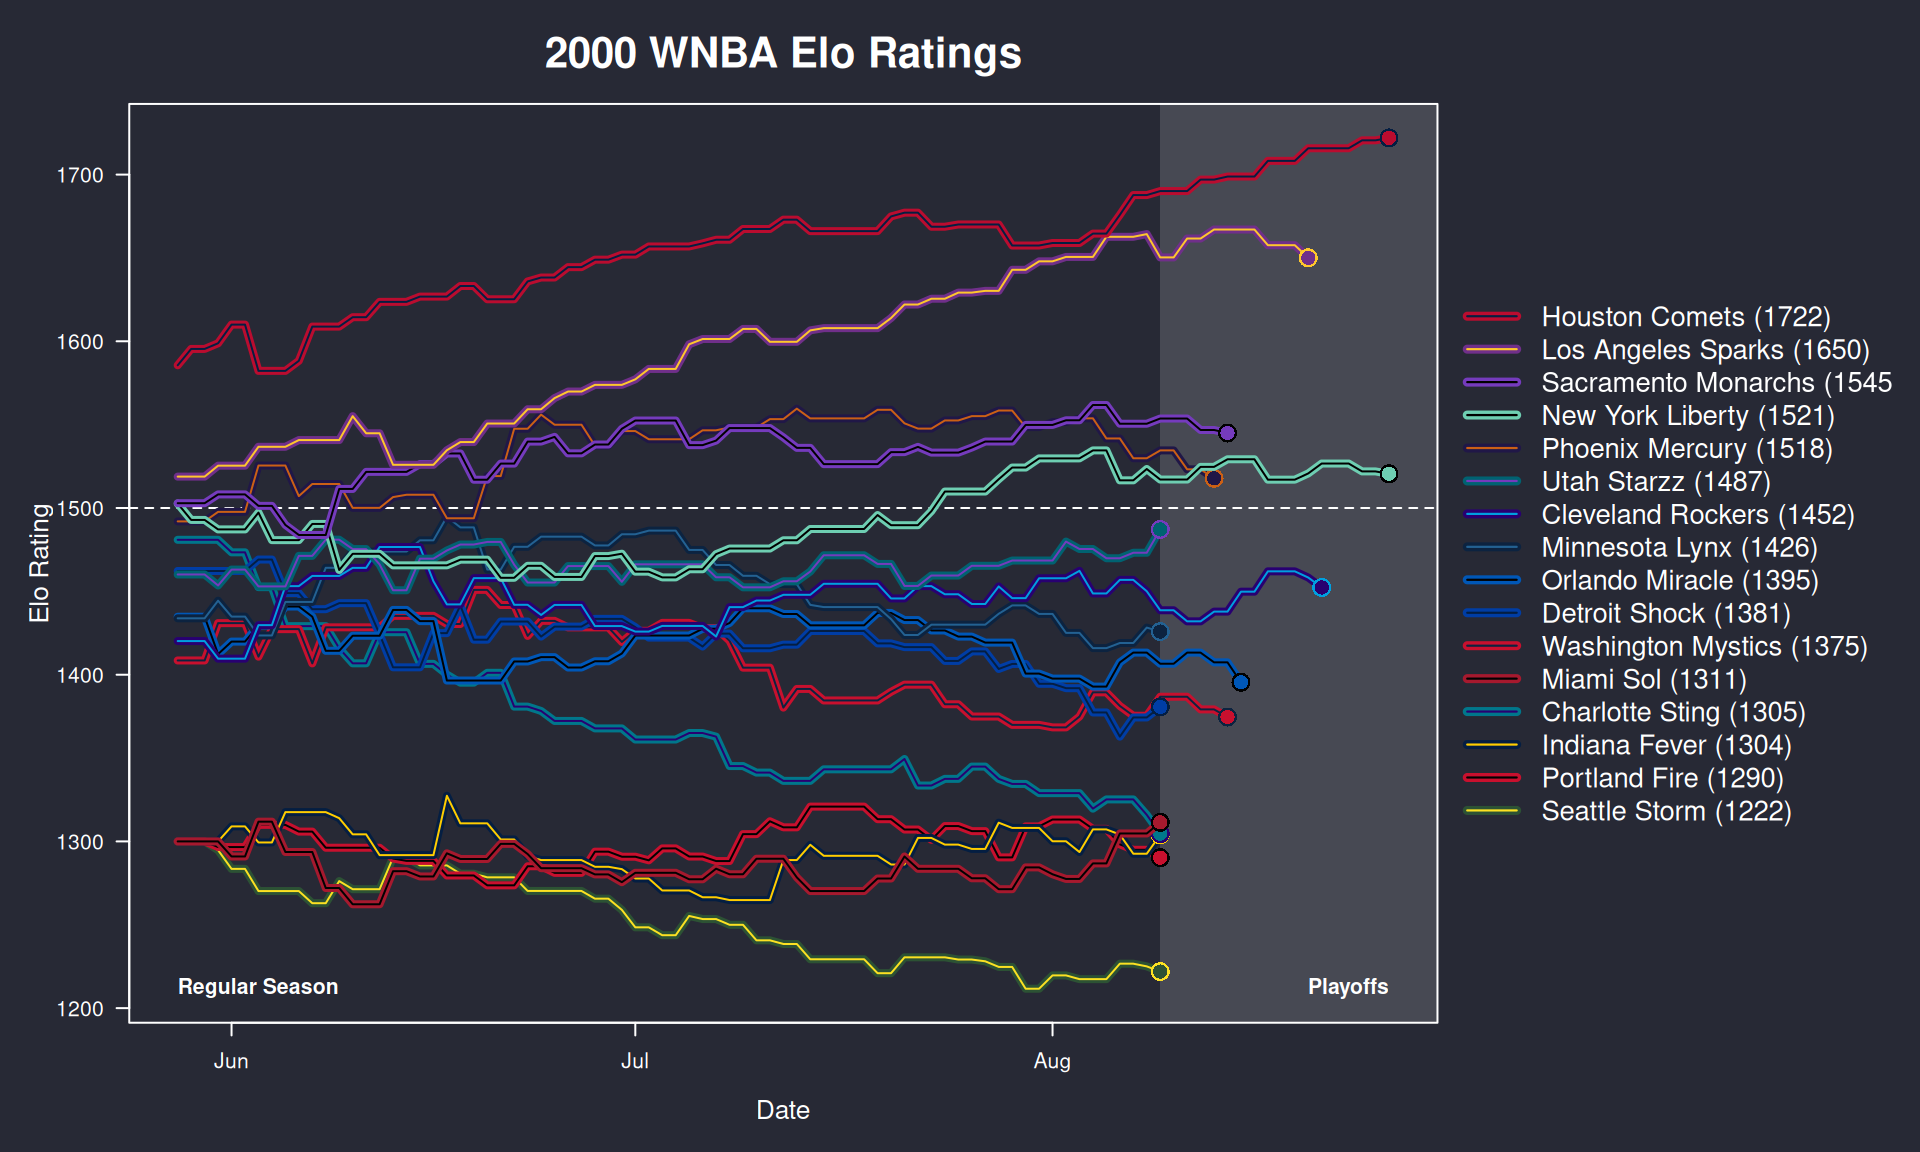 2000 WNBA Elo Ratings
Elo Rating
1700
1600
1500
1400
1300
1200
Regular Season
Playoffs
Jun
Jul
Aug
Date
Houston Comets (1722)
Los Angeles Sparks (1650)
Sacramento Monarchs (1545
New York Liberty (1521)
Phoenix Mercury (1518)
Utah Starzz (1487)
Cleveland Rockers (1452)
Minnesota Lynx (1426)
Orlando Miracle (1395)
Detroit Shock (1381)
Washington Mystics (1375)
Miami Sol (1311)
Charlotte Sting (1305)
Indiana Fever (1304)
Portland Fire (1290)
Seattle Storm (1222)